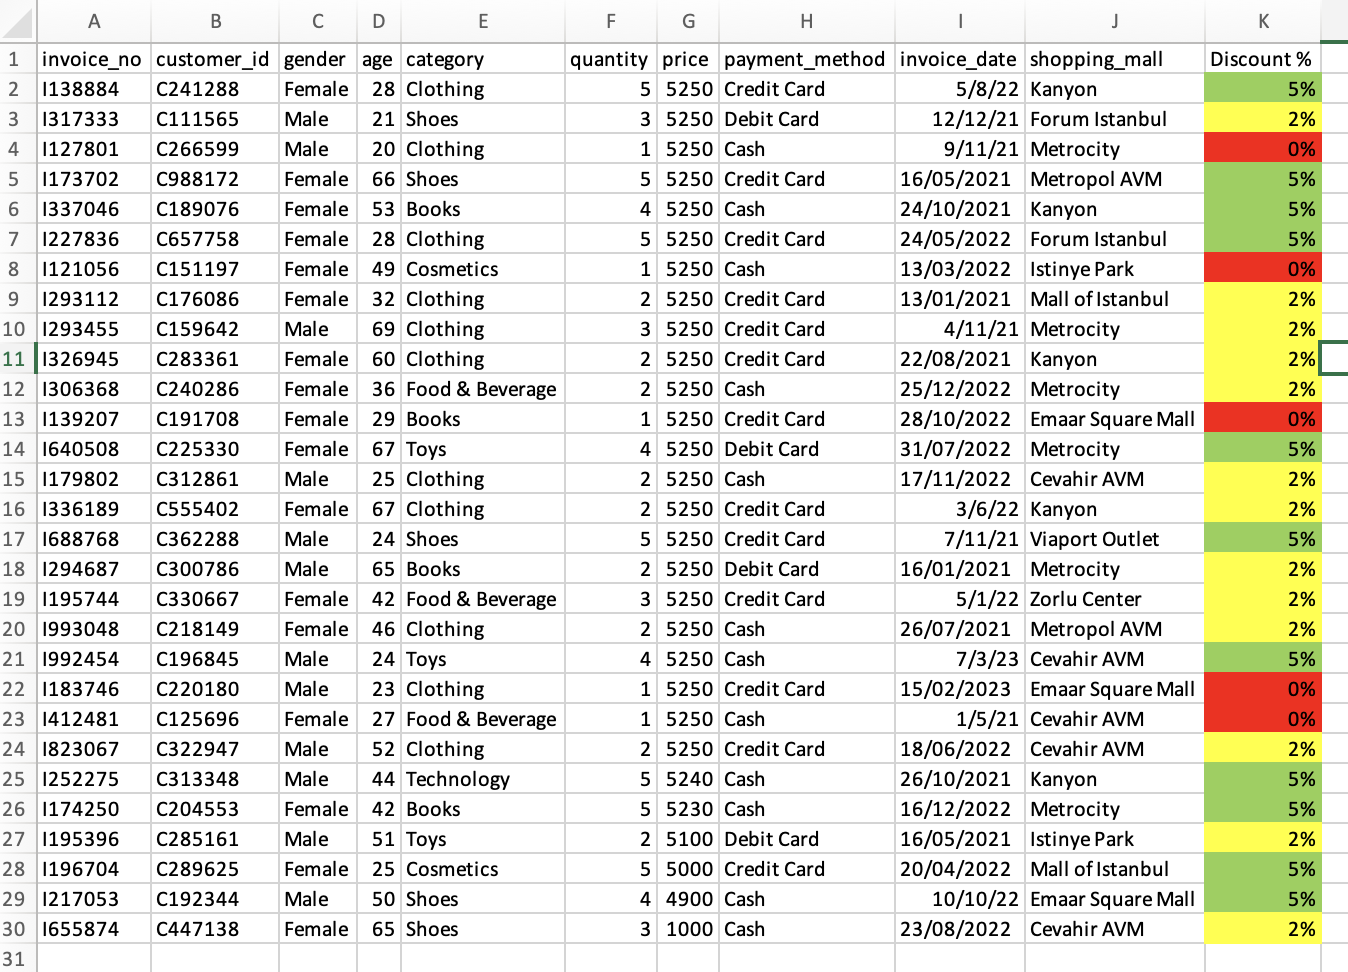 A B C D E F G H I J K
1 invoice_no customer_id gender age category quantity price payment_method invoice_date shopping_mall Discount %
2 I138884 C241288 Female 28 Clothing 5 5250 Credit Card 5/8/22 Kanyon 5%
3 I317333 C111565 Male 21 Shoes 3 5250 Debit Card 12/12/21 Forum Istanbul 2%
4 I127801 C266599 Male 20 Clothing 1 5250 Cash 9/11/21 Metrocity 0%
5 I173702 C988172 Female 66 Shoes 5 5250 Credit Card 16/05/2021 Metropol AVM 5%
6 I337046 C189076 Female 53 Books 4 5250 Cash 24/10/2021 Kanyon 5%
7 I227836 C657758 Female 28 Clothing 5 5250 Credit Card 24/05/2022 Forum Istanbul 5%
8 I121056 C151197 Female 49 Cosmetics 1 5250 Cash 13/03/2022 Istinye Park 0%
9 I293112 C176086 Female 32 Clothing 2 5250 Credit Card 13/01/2021 Mall of Istanbul 2%
10 I293455 C159642 Male 69 Clothing 3 5250 Credit Card 4/11/21 Metrocity 2%
11 I326945 C283361 Female 60 Clothing 2 5250 Credit Card 22/08/2021 Kanyon 2%
12 I306368 C240286 Female 36 Food & Beverage 2 5250 Cash 25/12/2022 Metrocity 2%
13 I139207 C191708 Female 29 Books 1 5250 Credit Card 28/10/2022 Emaar Square Mall 0%
14 I640508 C225330 Female 67 Toys 4 5250 Debit Card 31/07/2022 Metrocity 5%
15 I179802 C312861 Male 25 Clothing 2 5250 Cash 17/11/2022 Cevahir AVM 2%
16 I336189 C555402 Female 67 Clothing 2 5250 Credit Card 3/6/22 Kanyon 2%
17 I688768 C362288 Male 24 Shoes 5 5250 Credit Card 7/11/21 Viaport Outlet 5%
18 I294687 C300786 Male 65 Books 2 5250 Debit Card 16/01/2021 Metrocity 2%
19 I195744 C330667 Female 42 Food & Beverage 3 5250 Credit Card 5/1/22 Zorlu Center 2%
20 I993048 C218149 Female 46 Clothing 2 5250 Cash 26/07/2021 Metropol AVM 2%
21 I992454 C196845 Male 24 Toys 4 5250 Cash 7/3/23 Cevahir AVM 5%
22 I183746 C220180 Male 23 Clothing 1 5250 Credit Card 15/02/2023 Emaar Square Mall 0%
23 I412481 C125696 Female 27 Food & Beverage 1 5250 Cash 1/5/21 Cevahir AVM 0%
24 I823067 C322947 Male 52 Clothing 2 5250 Credit Card 18/06/2022 Cevahir AVM 2%
25 I252275 C313348 Male 44 Technology 5 5240 Cash 26/10/2021 Kanyon 5%
26 I174250 C204553 Female 42 Books 5 5230 Cash 16/12/2022 Metrocity 5%
27 I195396 C285161 Male 51 Toys 2 5100 Debit Card 16/05/2021 Istinye Park 2%
28 I196704 C289625 Female 25 Cosmetics 5 5000 Credit Card 20/04/2022 Mall of Istanbul 5%
29 I217053 C192344 Male 50 Shoes 4 4900 Cash 10/10/22 Emaar Square Mall 5%
30 I655874 C447138 Female 65 Shoes 3 1000 Cash 23/08/2022 Cevahir AVM 2%
31